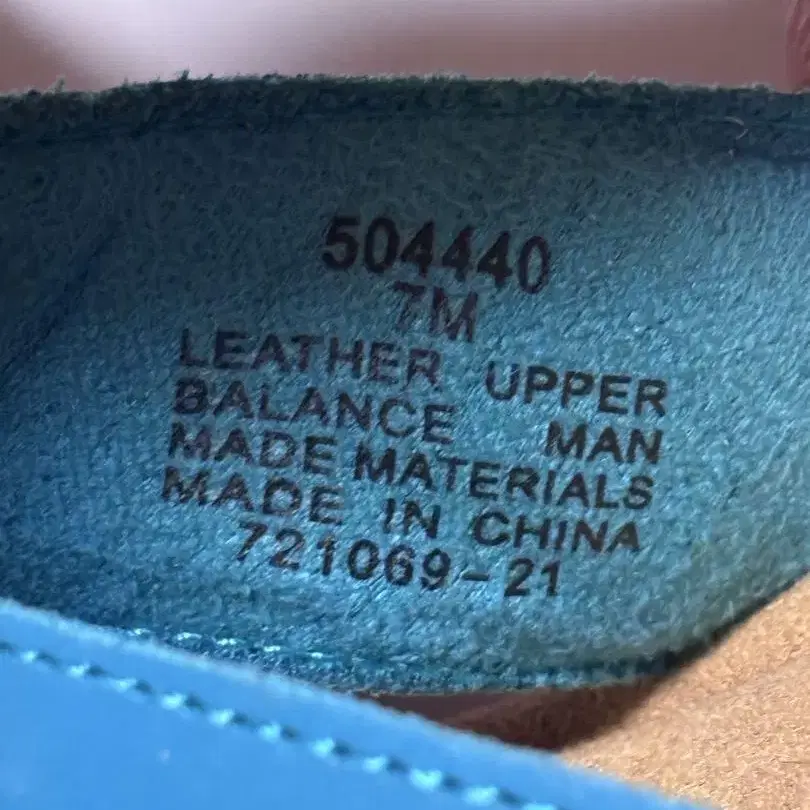 504440
7M
LEATHER UPPER
BALANCE MAN
MADE MATERIALS
MADE IN CHINA
721069-21